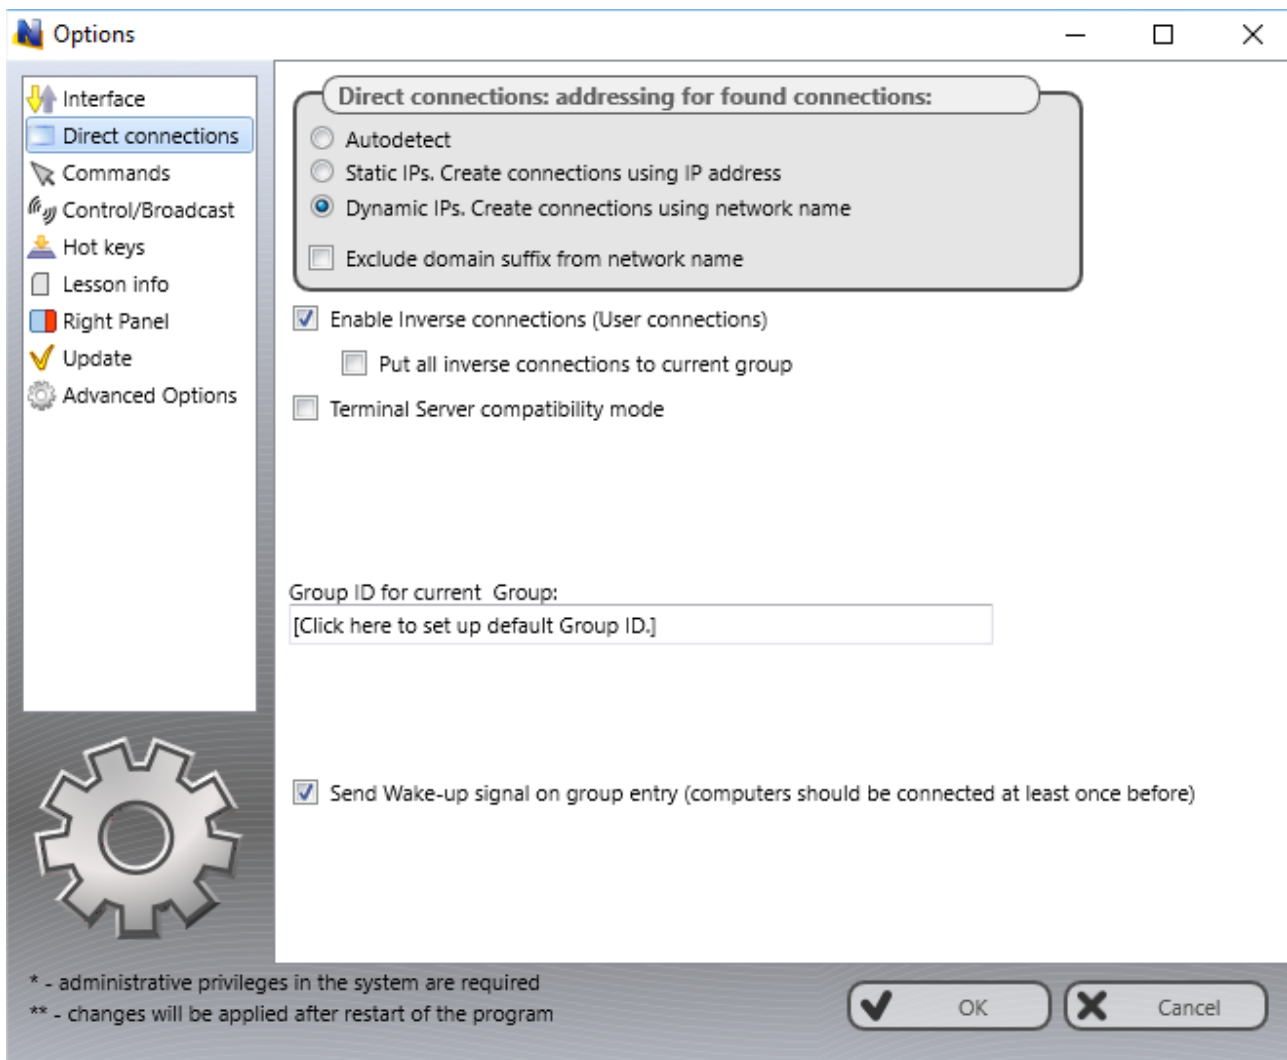 Options
Interface
Direct connections
Commands
Control/Broadcast
Hot keys
Lesson info
Right Panel
Update
Advanced Options
Direct connections: addressing for found connections:
Autodetect
Static IPs. Create connections using IP address
Dynamic IPs. Create connections using network name
Exclude domain suffix from network name
Enable Inverse connections (User connections)
Put all inverse connections to current group
Terminal Server compatibility mode
Group ID for current  Group:
[Click here to set up default Group ID.]
Send Wake-up signal on group entry (computers should be connected at least once before)
* - administrative privileges in the system are required
** - changes will be applied after restart of the program
OK
Cancel